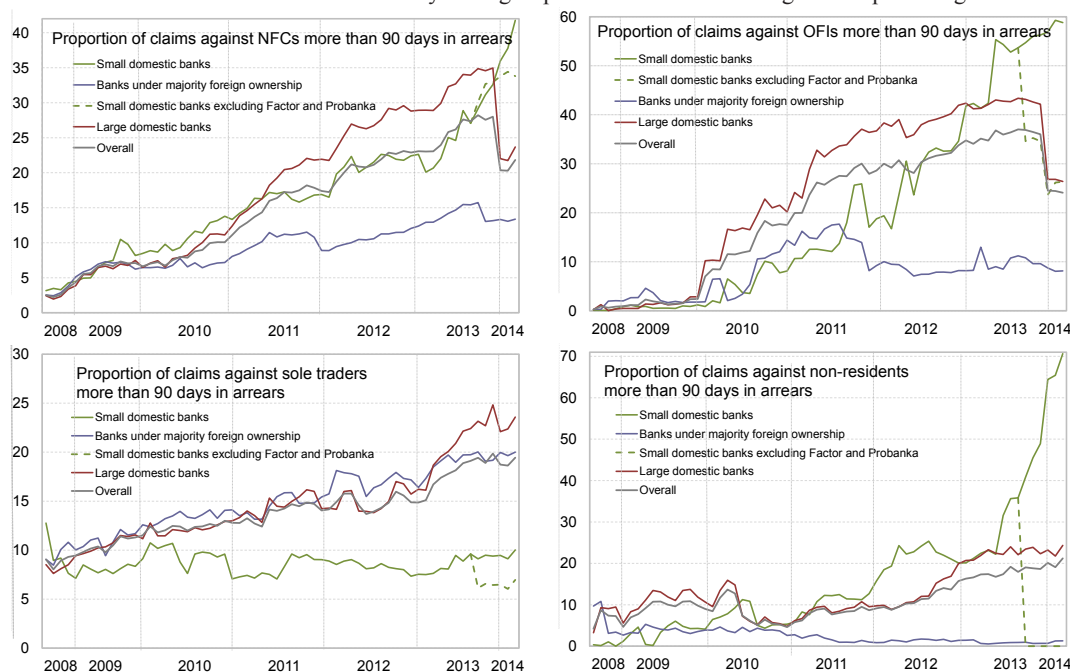 Proportion of claims against NFCs more than 90 days in arrears
Small domestic banks
Banks under majority foreign ownership
Small domestic banks excluding Factor and Probanka
Large domestic banks
Overall
40
35
30
25
20
15
10
5
0
2008 2009 2010 2011 2012 2013 2014
Proportion of claims against OFIs more than 90 days in arrears
Small domestic banks
Small domestic banks excluding Factor and Probanka
Banks under majority foreign ownership
Large domestic banks
Overall
60
50
40
30
20
10
0
2008 2009 2010 2011 2012 2013 2014
Proportion of claims against sole traders
more than 90 days in arrears
Small domestic banks
Banks under majority foreign ownership
Small domestic banks excluding Factor and Probanka
Large domestic banks
Overall
30
25
20
15
10
5
0
2008 2009 2010 2011 2012 2013 2014
Proportion of claims against non-residents
more than 90 days in arrears
Small domestic banks
Banks under majority foreign ownership
Small domestic banks excluding Factor and Probanka
Large domestic banks
Overall
70
60
50
40
30
20
10
0
2008 2009 2010 2011 2012 2013 2014